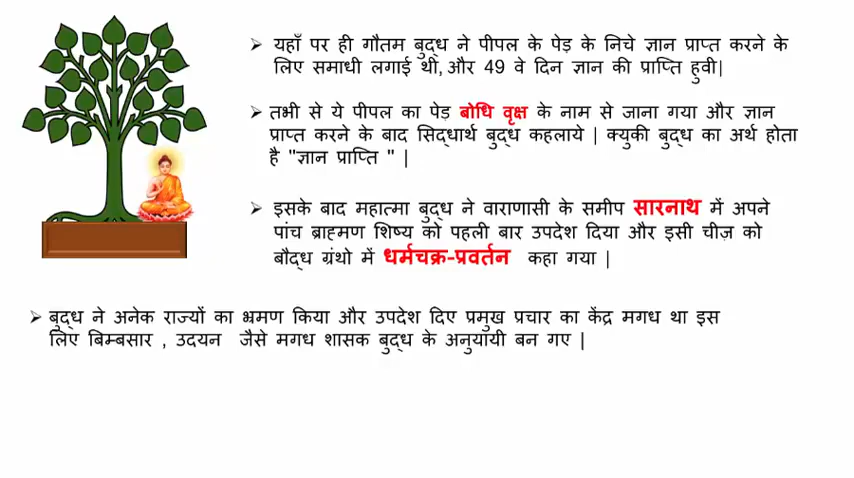 ➢ यहाँ पर ही गौतम बुद्ध ने पीपल के पेड़ के निचे ज्ञान प्राप्त करने के
लिए समाधी लगाई थी, और 49 वे दिन ज्ञान की प्राप्ति हुवी|
➢ तभी से ये पीपल का पेड़ बोधि वृक्ष के नाम से जाना गया और ज्ञान
प्राप्त करने के बाद सिद्धार्थ बुद्ध कहलाये | क्युकी बुद्ध का अर्थ होता
है "ज्ञान प्राप्ति " |
➢ इसके बाद महात्मा बुद्ध ने वाराणासी के समीप सारनाथ में अपने
पांच ब्राह्मण शिष्य को पहली बार उपदेश दिया और इसी चीज़ को
बौद्ध ग्रंथो में धर्मचक्र-प्रवर्तन कहा गया |
➢ बुद्ध ने अनेक राज्यों का भ्रमण किया और उपदेश दिए प्रमुख प्रचार का केंद्र मगध था इस
लिए बिम्बसार , उदयन जैसे मगध शासक बुद्ध के अनुयायी बन गए |